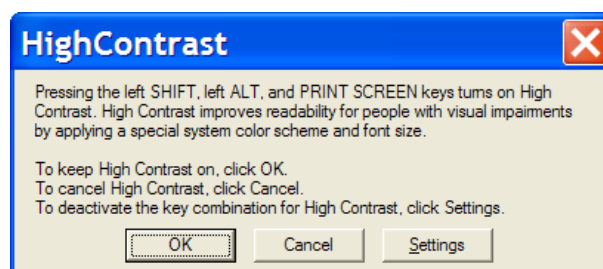 HighContrast
Pressing the left SHIFT, left ALT, and PRINT SCREEN keys turns on High
Contrast. High Contrast improves readability for people with visual impairments
by applying a special system color scheme and font size.
To keep High Contrast on, click OK.
To cancel High Contrast, click Cancel.
To deactivate the key combination for High Contrast, click Settings.
OK Cancel Settings